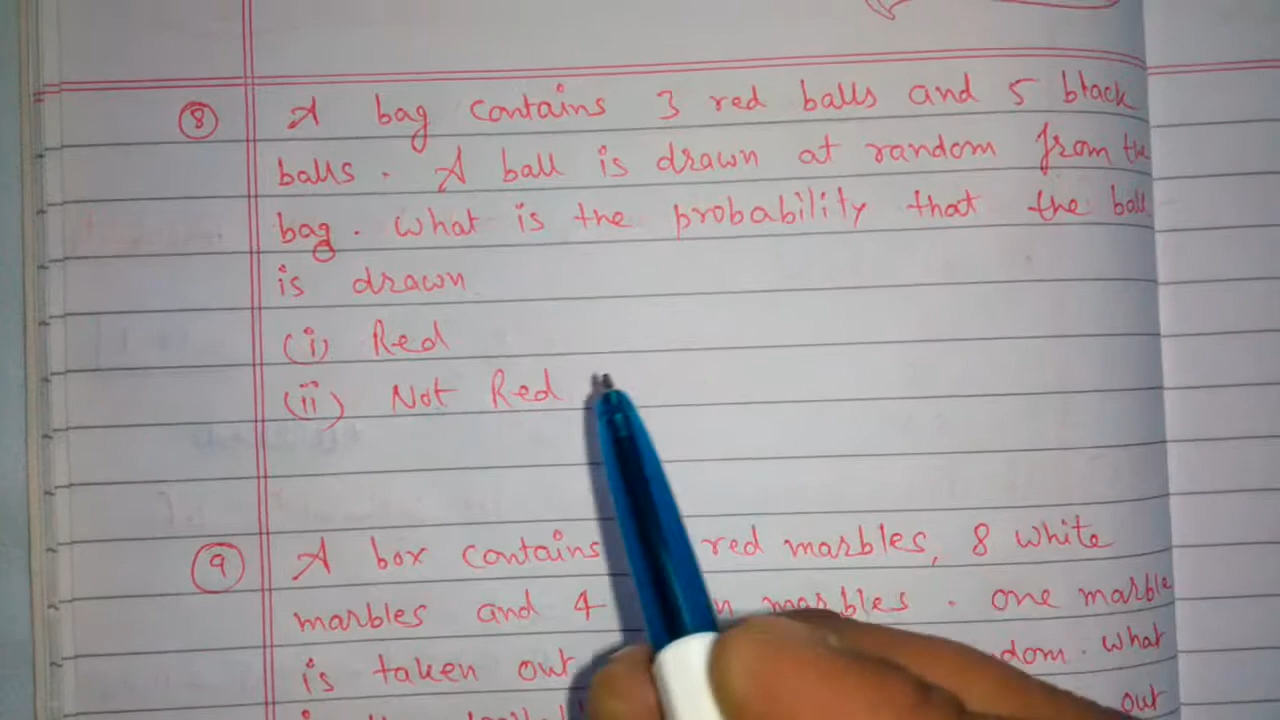 8 A bag contains 3 red balls and 5 black
balls. A ball is drawn at random from the
bag. What is the probability that the ball
is drawn
(i) Red
(ii) Not Red
9 A box contains red marbles, 8 white
marbles and 4 marbles. One marble
is taken out what
out